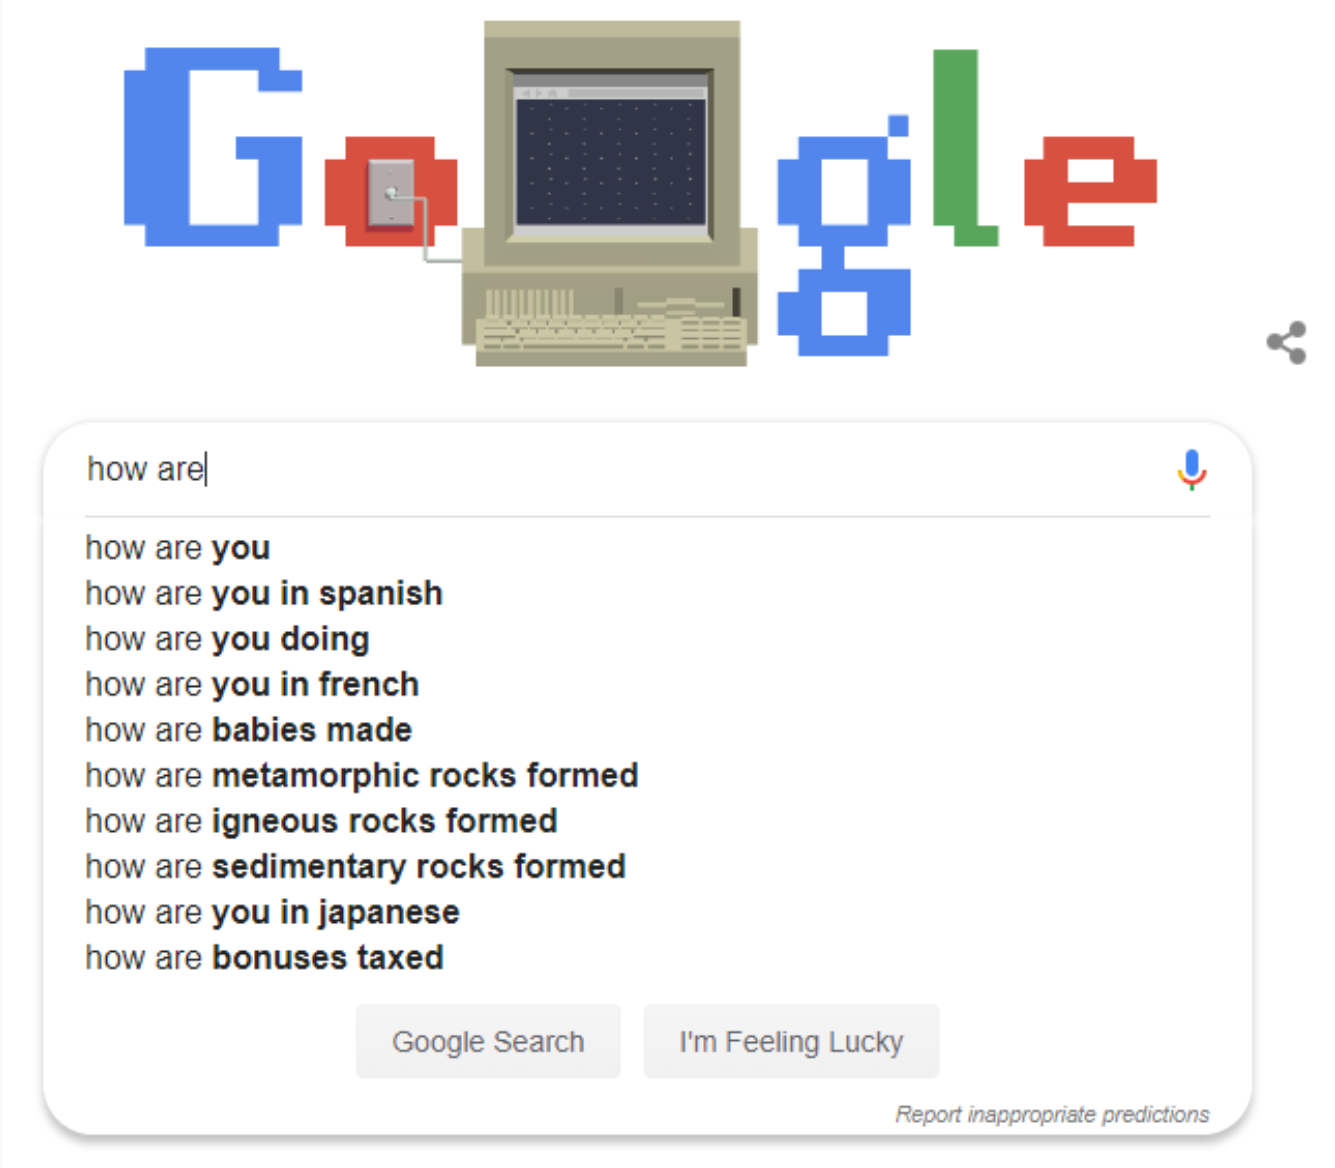 Google
how are
how are you
how are you in spanish
how are you doing
how are you in french
how are babies made
how are metamorphic rocks formed
how are igneous rocks formed
how are sedimentary rocks formed
how are you in japanese
how are bonuses taxed
Google Search I'm Feeling Lucky
Report inappropriate predictions